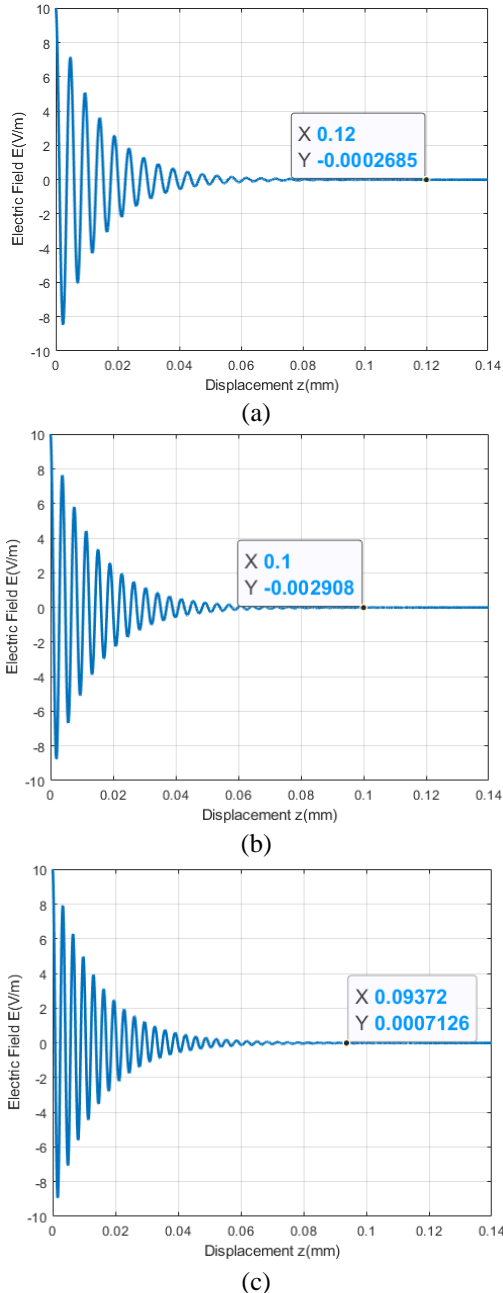 10
8
6
4
2
0
-2
-4
-6
-8
-10
Electric Field E(V/m)
X 0.12
Y -0.0002685
0 0.02 0.04 0.06 0.08 0.1 0.12 0.14
Displacement z(mm)
(a)
10
8
6
4
2
0
-2
-4
-6
-8
-10
Electric Field E(V/m)
X 0.1
Y -0.002908
0 0.02 0.04 0.06 0.08 0.1 0.12 0.14
Displacement z(mm)
(b)
10
8
6
4
2
0
-2
-4
-6
-8
-10
Electric Field E(V/m)
X 0.09372
Y 0.0007126
0 0.02 0.04 0.06 0.08 0.1 0.12 0.14
Displacement z(mm)
(c)